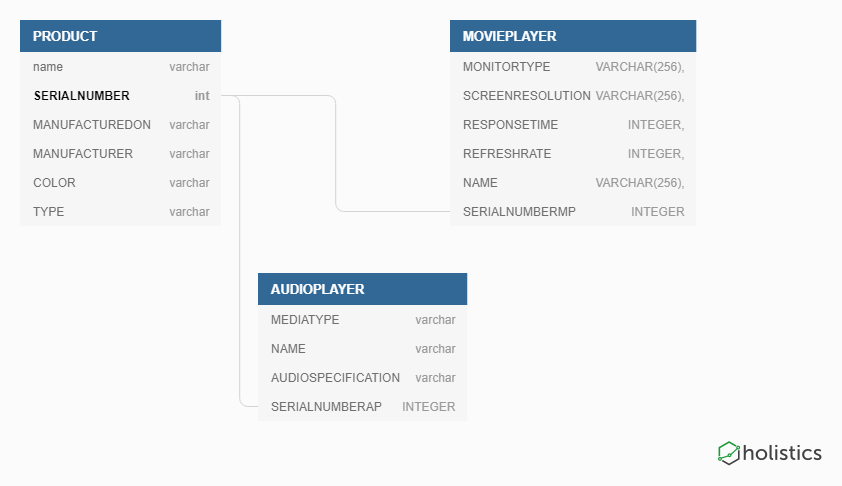 PRODUCT
name varchar
SERIALNUMBER int
MANUFACTUREDON varchar
MANUFACTURER varchar
COLOR varchar
TYPE varchar
MOVIEPLAYER
MONITORTYPE VARCHAR(256),
SCREENRESOLUTION VARCHAR(256),
RESPONSETIME INTEGER,
REFRESHRATE INTEGER,
NAME VARCHAR(256),
SERIALNUMBERMP INTEGER
AUDIOPLAYER
MEDIATYPE varchar
NAME varchar
AUDIOSPECIFICATION varchar
SERIALNUMBERAP INTEGER
holistics